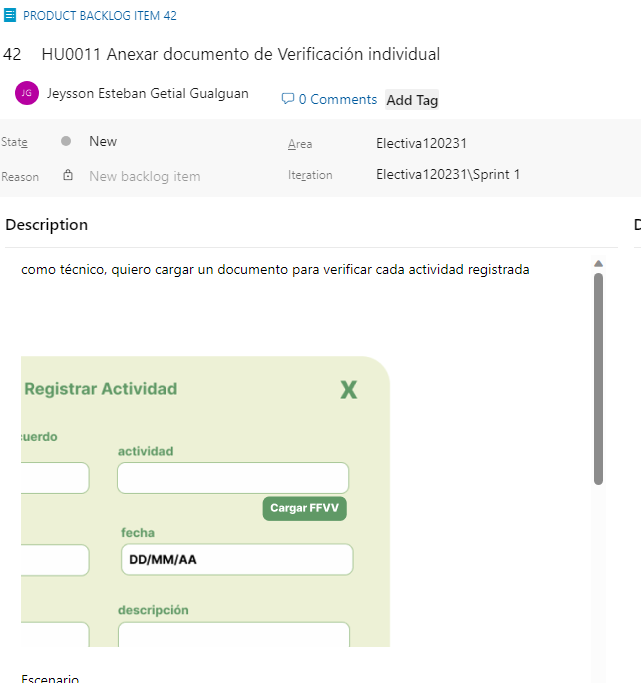 PRODUCT BACKLOG ITEM 42
42 HU0011 Anexar documento de Verificación individual
JG Jeysson Esteban Getial Gualguan
0 Comments Add Tag
State New Area Electiva120231
Reason New backlog item Iteration Electiva120231\Sprint 1
Description D
como técnico, quiero cargar un documento para verificar cada actividad registrada
Registrar Actividad X
cuerdo
actividad
Cargar FFVV
fecha
DD/MM/AA
descripción
Escenario